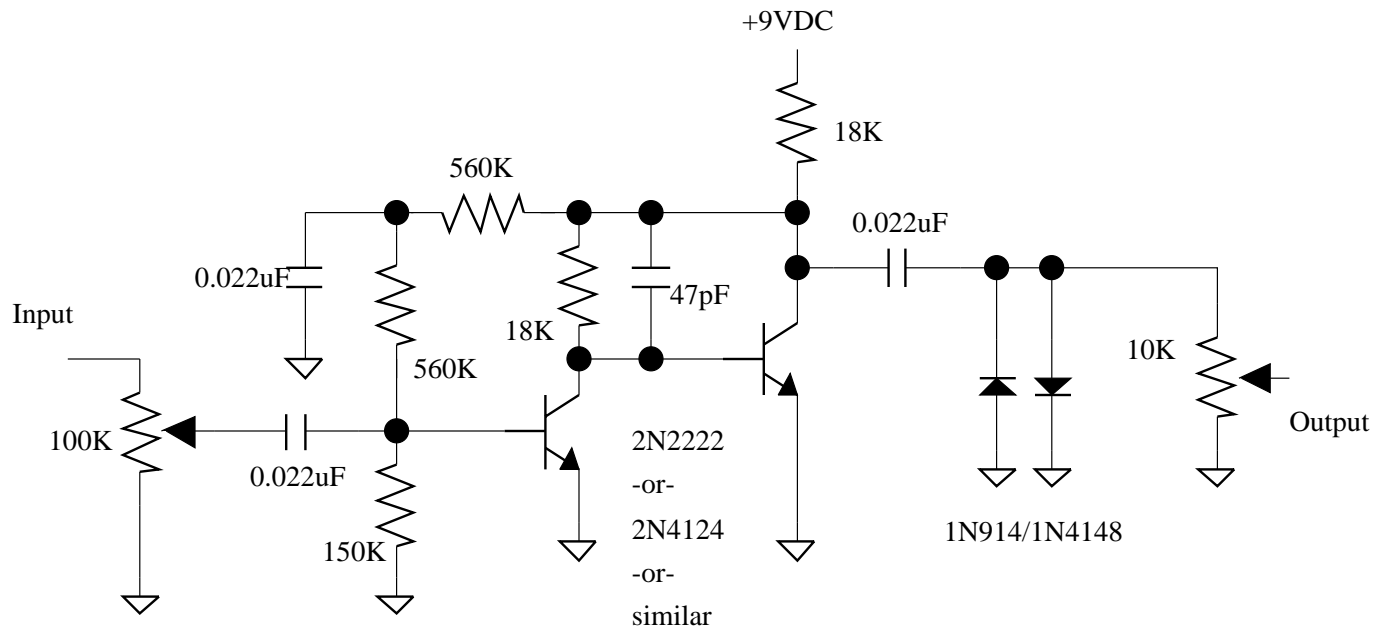 +9VDC
18K
560K
0.022uF
0.022uF
47pF
Input
18K
10K
560K
100K
Output
2N2222
0.022uF
-or-
2N4124
1N914/1N4148
150K
-or-
similar